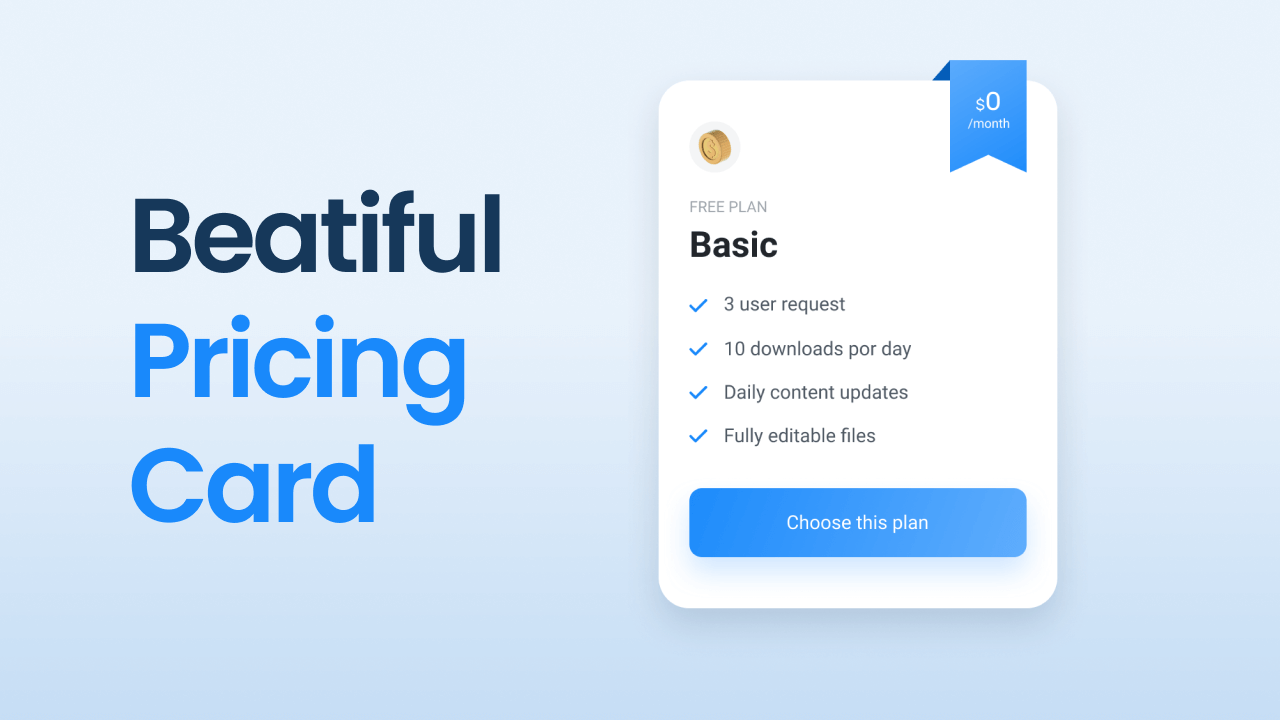 Beatiful
Pricing
Card
$0
/month
FREE PLAN
Basic
3 user request
10 downloads por day
Daily content updates
Fully editable files
Choose this plan